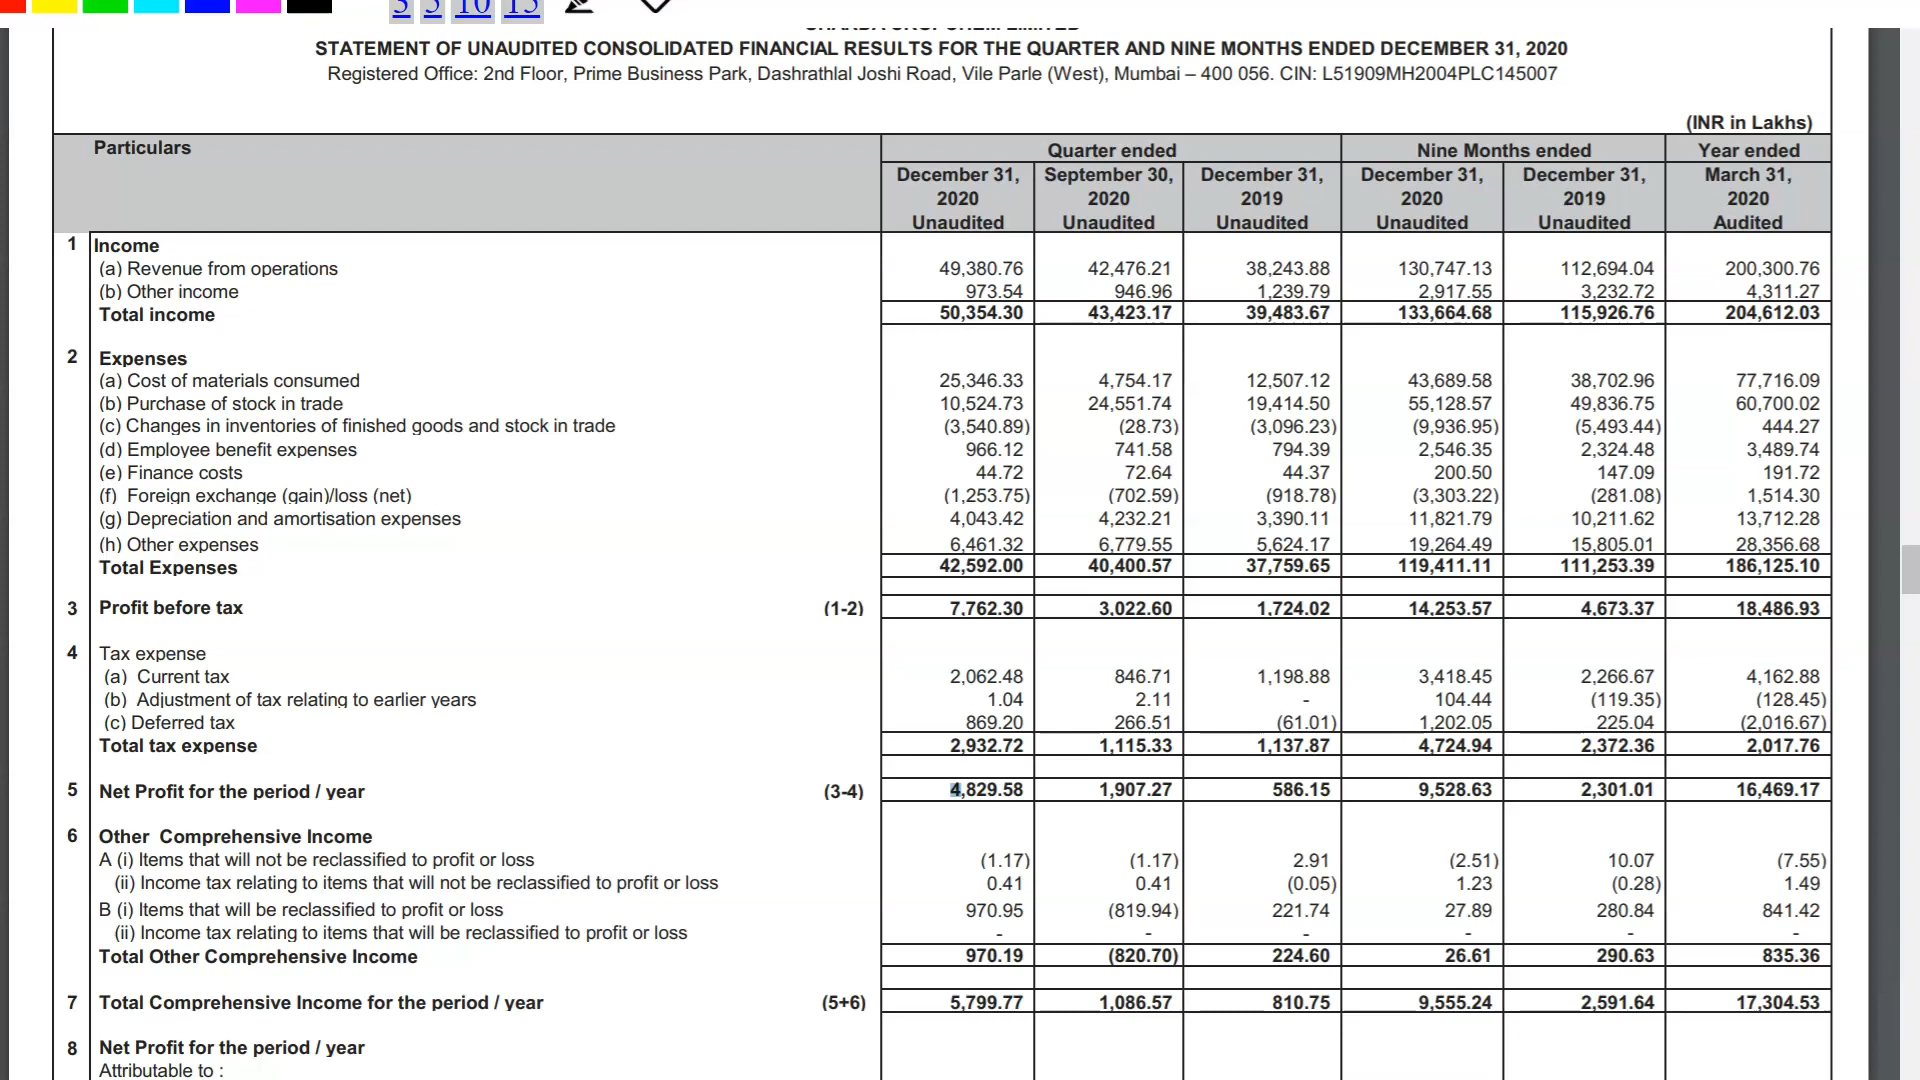 3 5 10 15
STATEMENT OF UNAUDITED CONSOLIDATED FINANCIAL RESULTS FOR THE QUARTER AND NINE MONTHS ENDED DECEMBER 31, 2020
Registered Office: 2nd Floor, Prime Business Park, Dashrathlal Joshi Road, Vile Parle (West), Mumbai – 400 056. CIN: L51909MH2004PLC145007
(INR in Lakhs)
Particulars Quarter ended Nine Months ended Year ended
December 31, September 30, December 31, December 31, December 31, March 31,
2020 2020 2019 2020 2019 2020
Unaudited Unaudited Unaudited Unaudited Unaudited Audited
1 Income
(a) Revenue from operations 49,380.76 42,476.21 38,243.88 130,747.13 112,694.04 200,300.76
(b) Other income 973.54 946.96 1,239.79 2,917.55 3,232.72 4,311.27
Total income 50,354.30 43,423.17 39,483.67 133,664.68 115,926.76 204,612.03
2 Expenses
(a) Cost of materials consumed 25,346.33 4,754.17 12,507.12 43,689.58 38,702.96 77,716.09
(b) Purchase of stock in trade 10,524.73 24,551.74 19,414.50 55,128.57 49,836.75 60,700.02
(c) Changes in inventories of finished goods and stock in trade (3,540.89) (28.73) (3,096.23) (9,936.95) (5,493.44) 444.27
(d) Employee benefit expenses 966.12 741.58 794.39 2,546.35 2,324.48 3,489.74
(e) Finance costs 44.72 72.64 44.37 200.50 147.09 191.72
(f) Foreign exchange (gain)/loss (net) (1,253.75) (702.59) (918.78) (3,303.22) (281.08) 1,514.30
(g) Depreciation and amortisation expenses 4,043.42 4,232.21 3,390.11 11,821.79 10,211.62 13,712.28
(h) Other expenses 6,461.32 6,779.55 5,624.17 19,264.49 15,805.01 28,356.68
Total Expenses 42,592.00 40,400.57 37,759.65 119,411.11 111,253.39 186,125.10
3 Profit before tax (1-2) 7,762.30 3,022.60 1,724.02 14,253.57 4,673.37 18,486.93
4 Tax expense
(a) Current tax 2,062.48 846.71 1,198.88 3,418.45 2,266.67 4,162.88
(b) Adjustment of tax relating to earlier years 1.04 2.11 - 104.44 (119.35) (128.45)
(c) Deferred tax 869.20 266.51 (61.01) 1,202.05 225.04 (2,016.67)
Total tax expense 2,932.72 1,115.33 1,137.87 4,724.94 2,372.36 2,017.76
5 Net Profit for the period / year (3-4) 4,829.58 1,907.27 586.15 9,528.63 2,301.01 16,469.17
6 Other Comprehensive Income
A (i) Items that will not be reclassified to profit or loss (1.17) (1.17) 2.91 (2.51) 10.07 (7.55)
(ii) Income tax relating to items that will not be reclassified to profit or loss 0.41 0.41 (0.05) 1.23 (0.28) 1.49
B (i) Items that will be reclassified to profit or loss 970.95 (819.94) 221.74 27.89 280.84 841.42
(ii) Income tax relating to items that will be reclassified to profit or loss - - - - - -
Total Other Comprehensive Income 970.19 (820.70) 224.60 26.61 290.63 835.36
7 Total Comprehensive Income for the period / year (5+6) 5,799.77 1,086.57 810.75 9,555.24 2,591.64 17,304.53
8 Net Profit for the period / year
Attributable to :